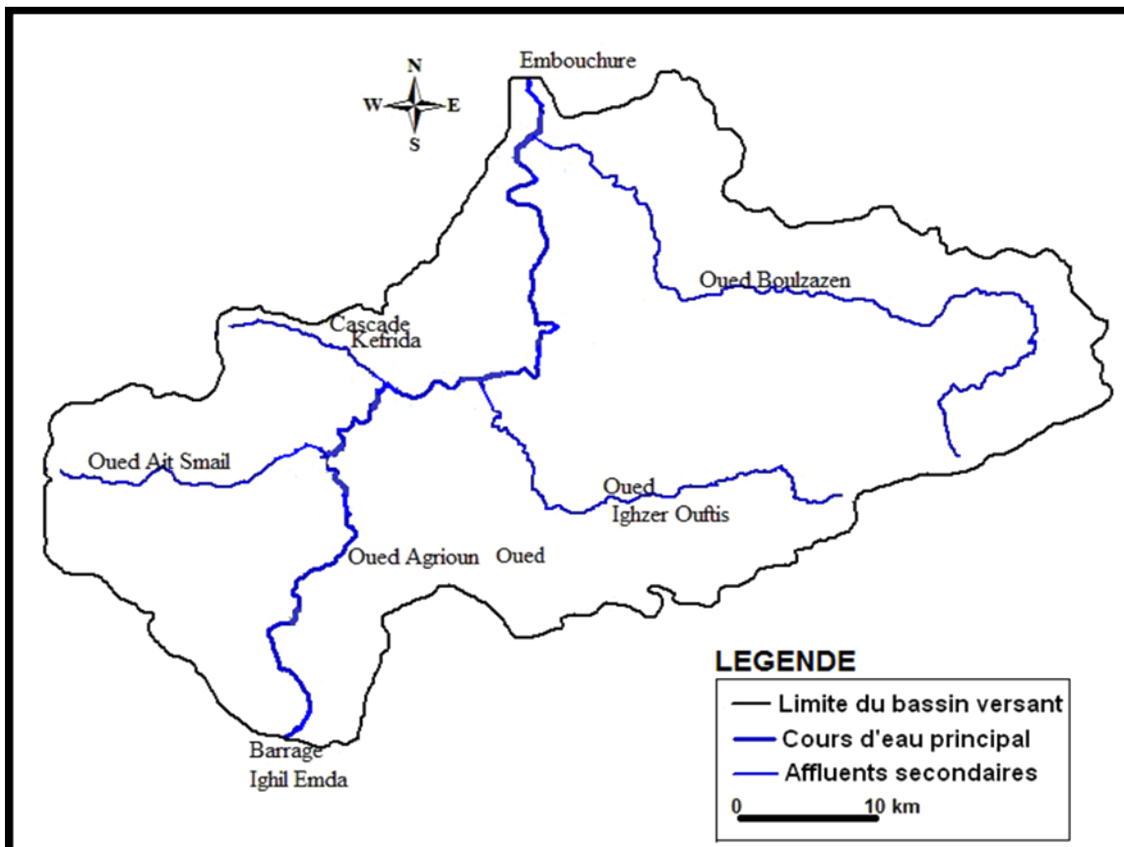 Embouchure
N
W E
S
Oued Boulzazen
Cascade
Kefrida
Oued Ait Smail
Oued
Ighzer Ouftis
Oued Agrioun Oued
Barrage
Ighil Emda
LEGENDE
Limite du bassin versant
Cours d'eau principal
Affluents secondaires
0 10 km